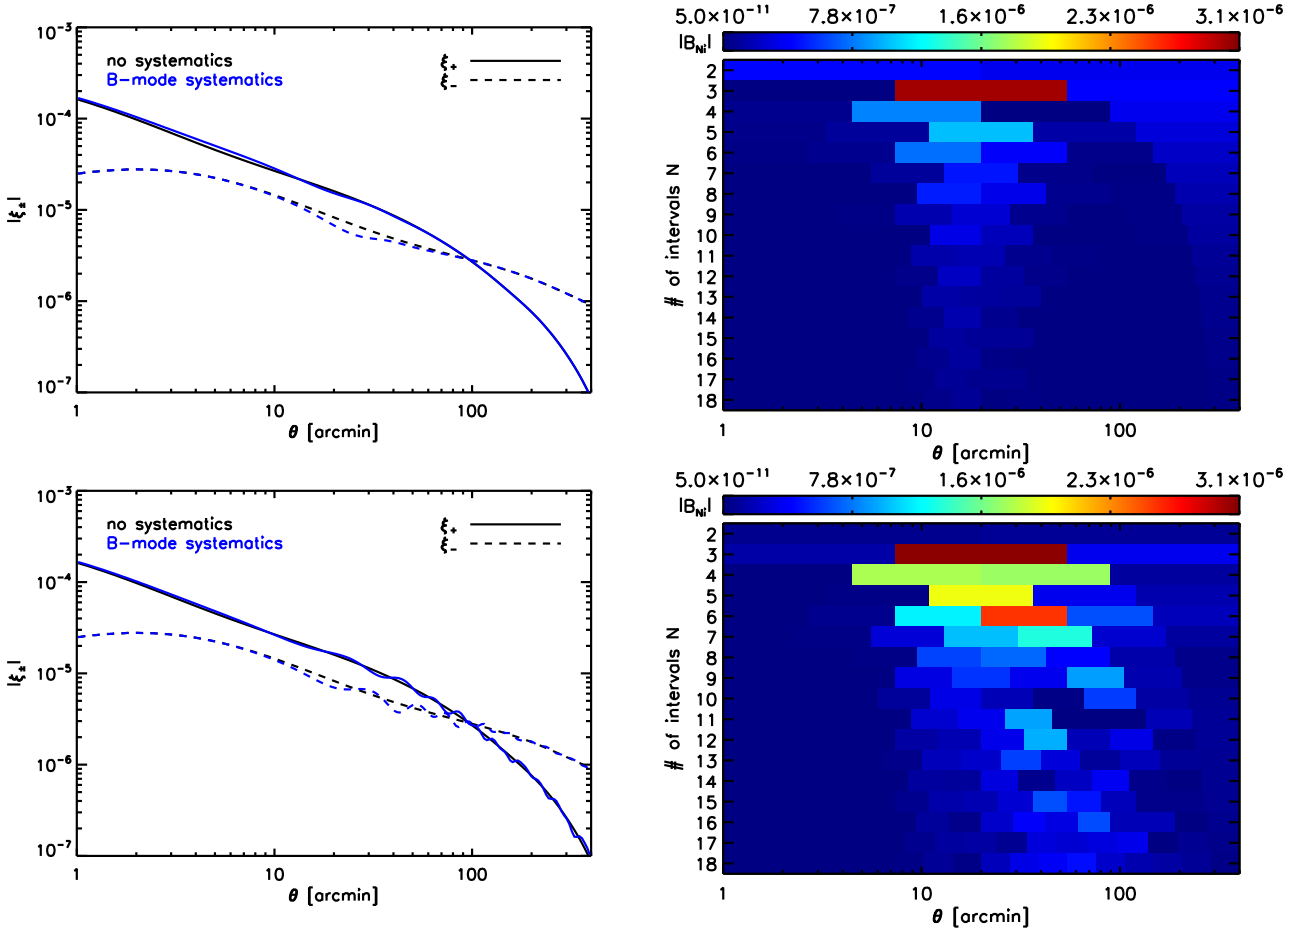 10⁻³
10⁻⁴
10⁻⁵
10⁻⁶
10⁻⁷
|ξ±|
no systematics
B-mode systematics
ξ+
ξ-
1 10 100
θ [arcmin]
5.0×10⁻¹¹ 7.8×10⁻⁷ 1.6×10⁻⁶ 2.3×10⁻⁶ 3.1×10⁻⁶
|B_Ni|
# of intervals N
2
3
4
5
6
7
8
9
10
11
12
13
14
15
16
17
18
1 10 100
θ [arcmin]
10⁻³
10⁻⁴
10⁻⁵
10⁻⁶
10⁻⁷
|ξ±|
no systematics
B-mode systematics
ξ+
ξ-
1 10 100
θ [arcmin]
5.0×10⁻¹¹ 7.8×10⁻⁷ 1.6×10⁻⁶ 2.3×10⁻⁶ 3.1×10⁻⁶
|B_Ni|
# of intervals N
2
3
4
5
6
7
8
9
10
11
12
13
14
15
16
17
18
1 10 100
θ [arcmin]